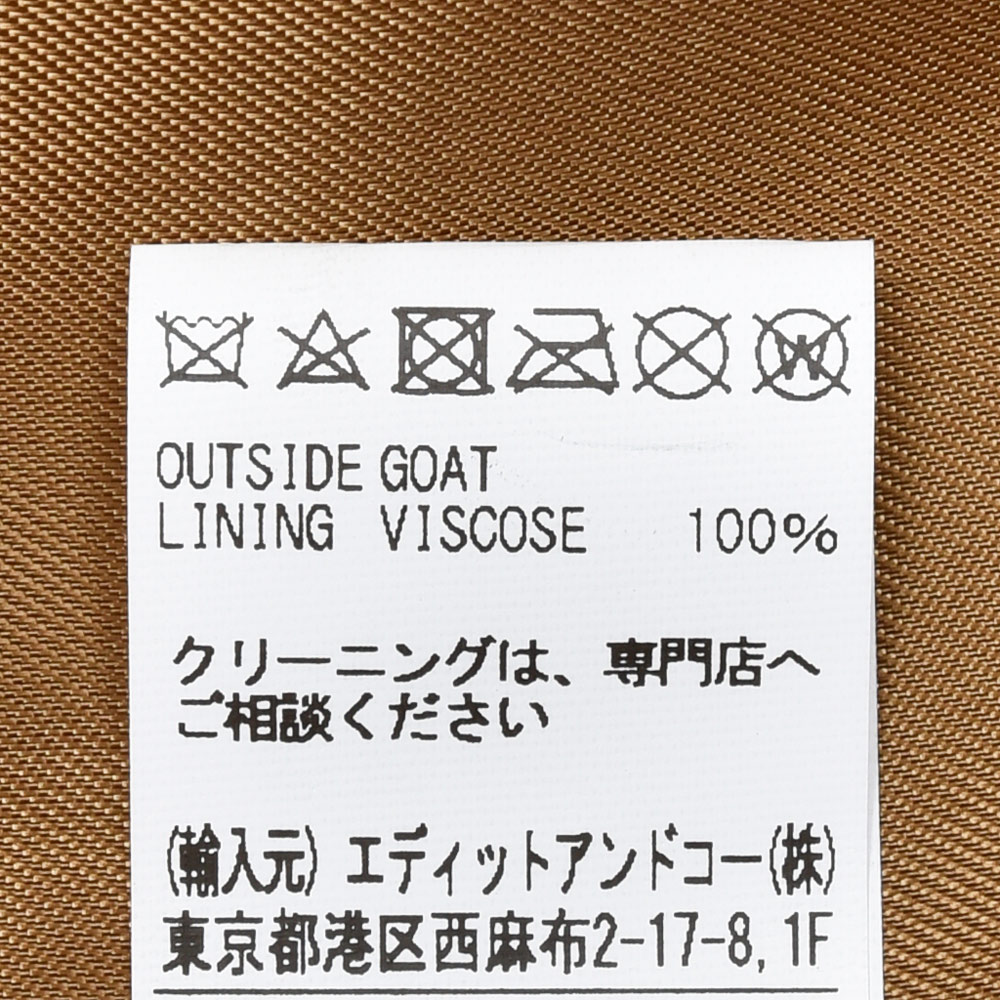 W
OUTSIDE GOAT
LINING VISCOSE 100%
クリーニングは、専門店へ
ご相談ください
(輸入元) エディットアンドコー(株)
東京都港区西麻布2-17-8, 1F